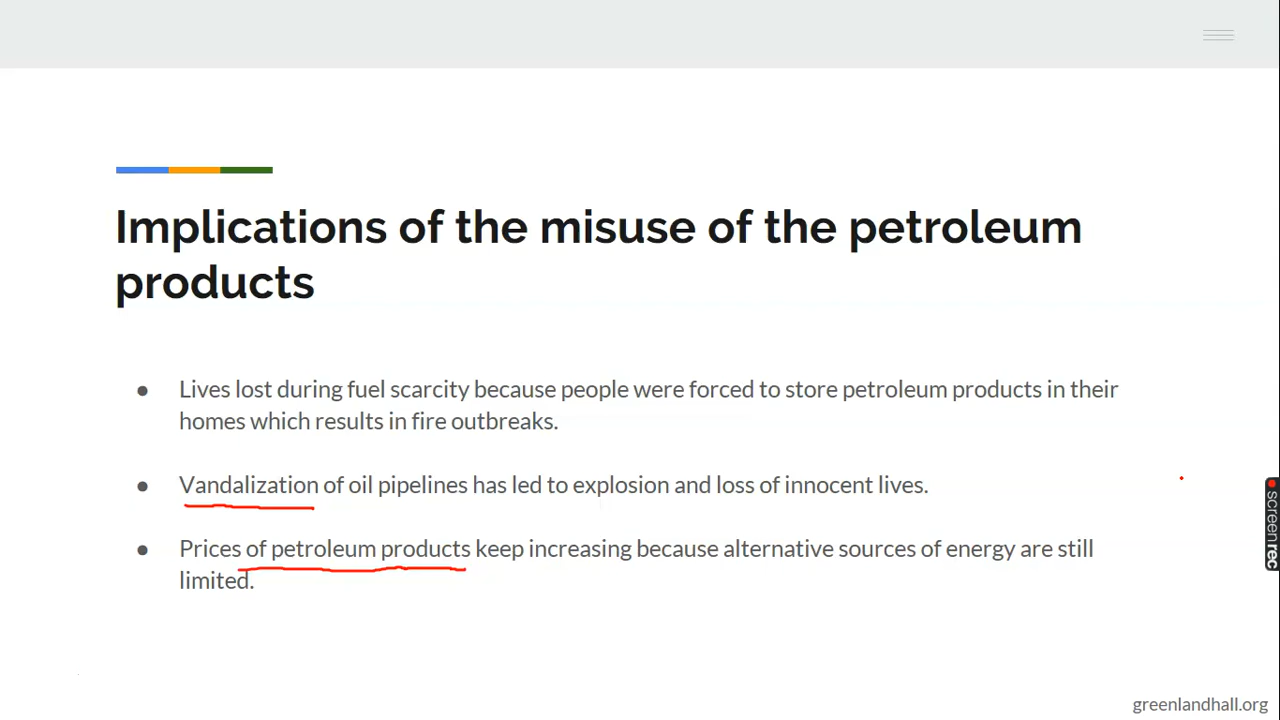 Implications of the misuse of the petroleum
products
● Lives lost during fuel scarcity because people were forced to store petroleum products in their
homes which results in fire outbreaks.
● Vandalization of oil pipelines has led to explosion and loss of innocent lives.
● Prices of petroleum products keep increasing because alternative sources of energy are still
limited.
screenrec
greenlandhall.org